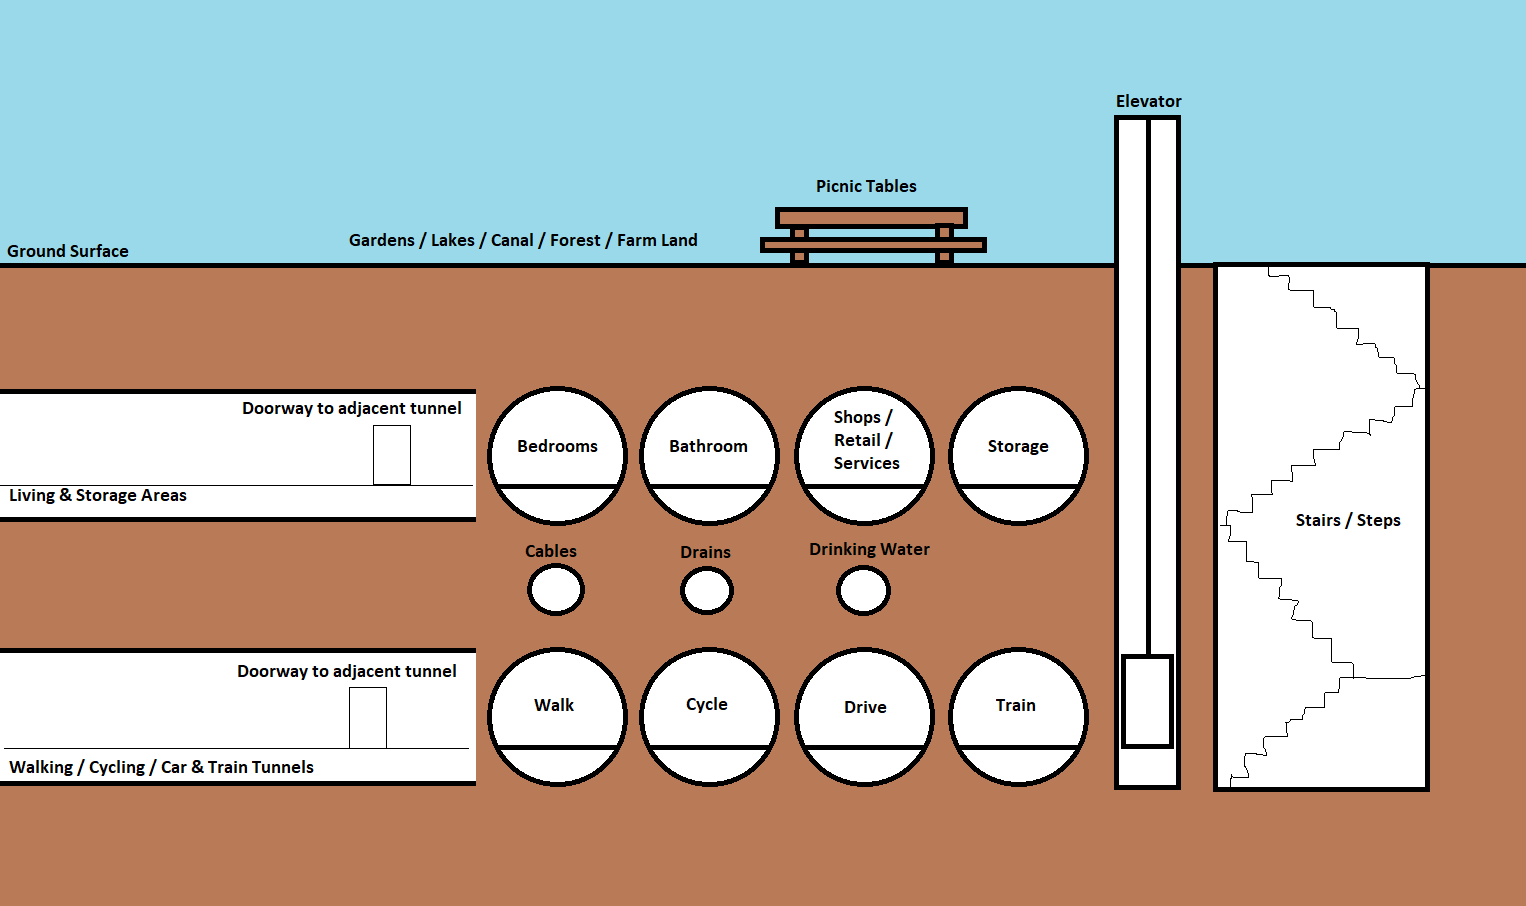 Elevator
Picnic Tables
Gardens / Lakes / Canal / Forest / Farm Land
Ground Surface
Doorway to adjacent tunnel
Living & Storage Areas
Bedrooms
Bathroom
Shops /
Retail /
Services
Storage
Stairs / Steps
Cables
Drains
Drinking Water
Doorway to adjacent tunnel
Walking / Cycling / Car & Train Tunnels
Walk
Cycle
Drive
Train